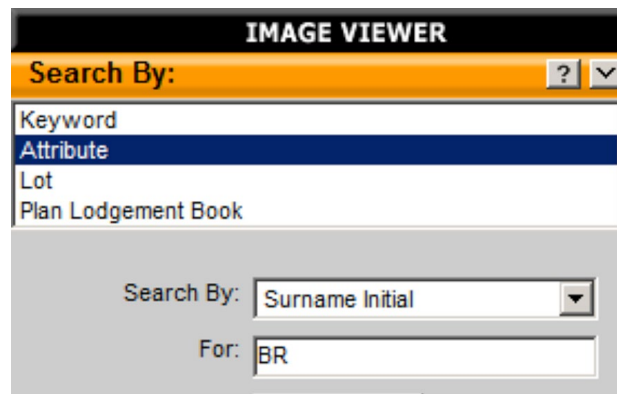 IMAGE VIEWER
Search By: ?
Keyword
Attribute
Lot
Plan Lodgement Book
Search By: Surname Initial
For: BR